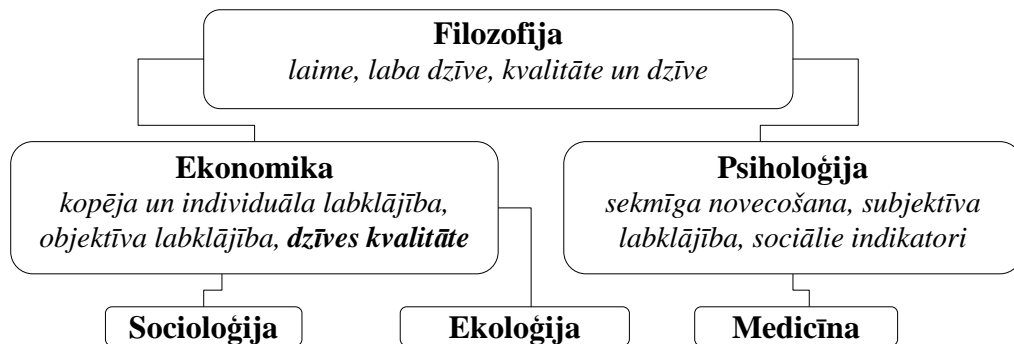 Filozofija
laime, laba dzīve, kvalitāte un dzīve
Ekonomika
kopēja un individuāla labklājība,
objektīva labklājība, dzīves kvalitāte
Psiholoģija
sekmīga novecošana, subjektīva
labklājība, sociālie indikatori
Socioloģija
Ekoloģija
Medicīna